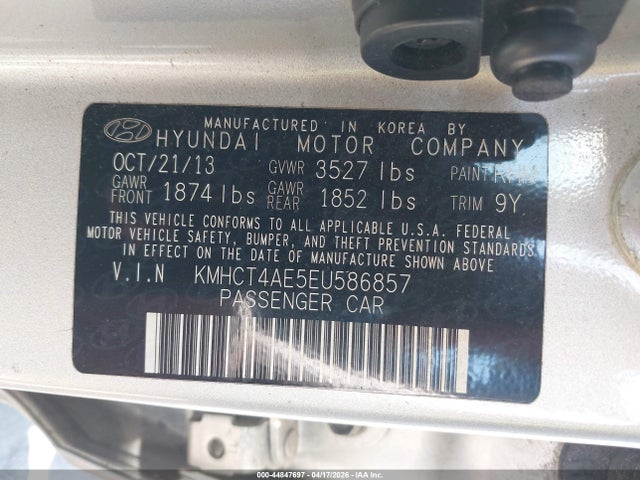 MANUFACTURED IN KOREA BY
HYUNDAI MOTOR COMPANY
OCT/21/13 GVWR 3527 lbs PAINT
GAWR FRONT 1874 lbs GAWR REAR 1852 lbs TRIM 9Y
THIS VEHICLE CONFORMS TO ALL APPLICABLE U.S.A. FEDERAL
MOTOR VEHICLE SAFETY, BUMPER, AND THEFT PREVENTION STANDARDS
IN EFFECT ON THE DATE OF MANUFACTURE SHOWN ABOVE
V.I.N KMHCT4AE5EU586857
PASSENGER CAR
000-44847697 - 04/17/2026 - COPYRIGHT IAA